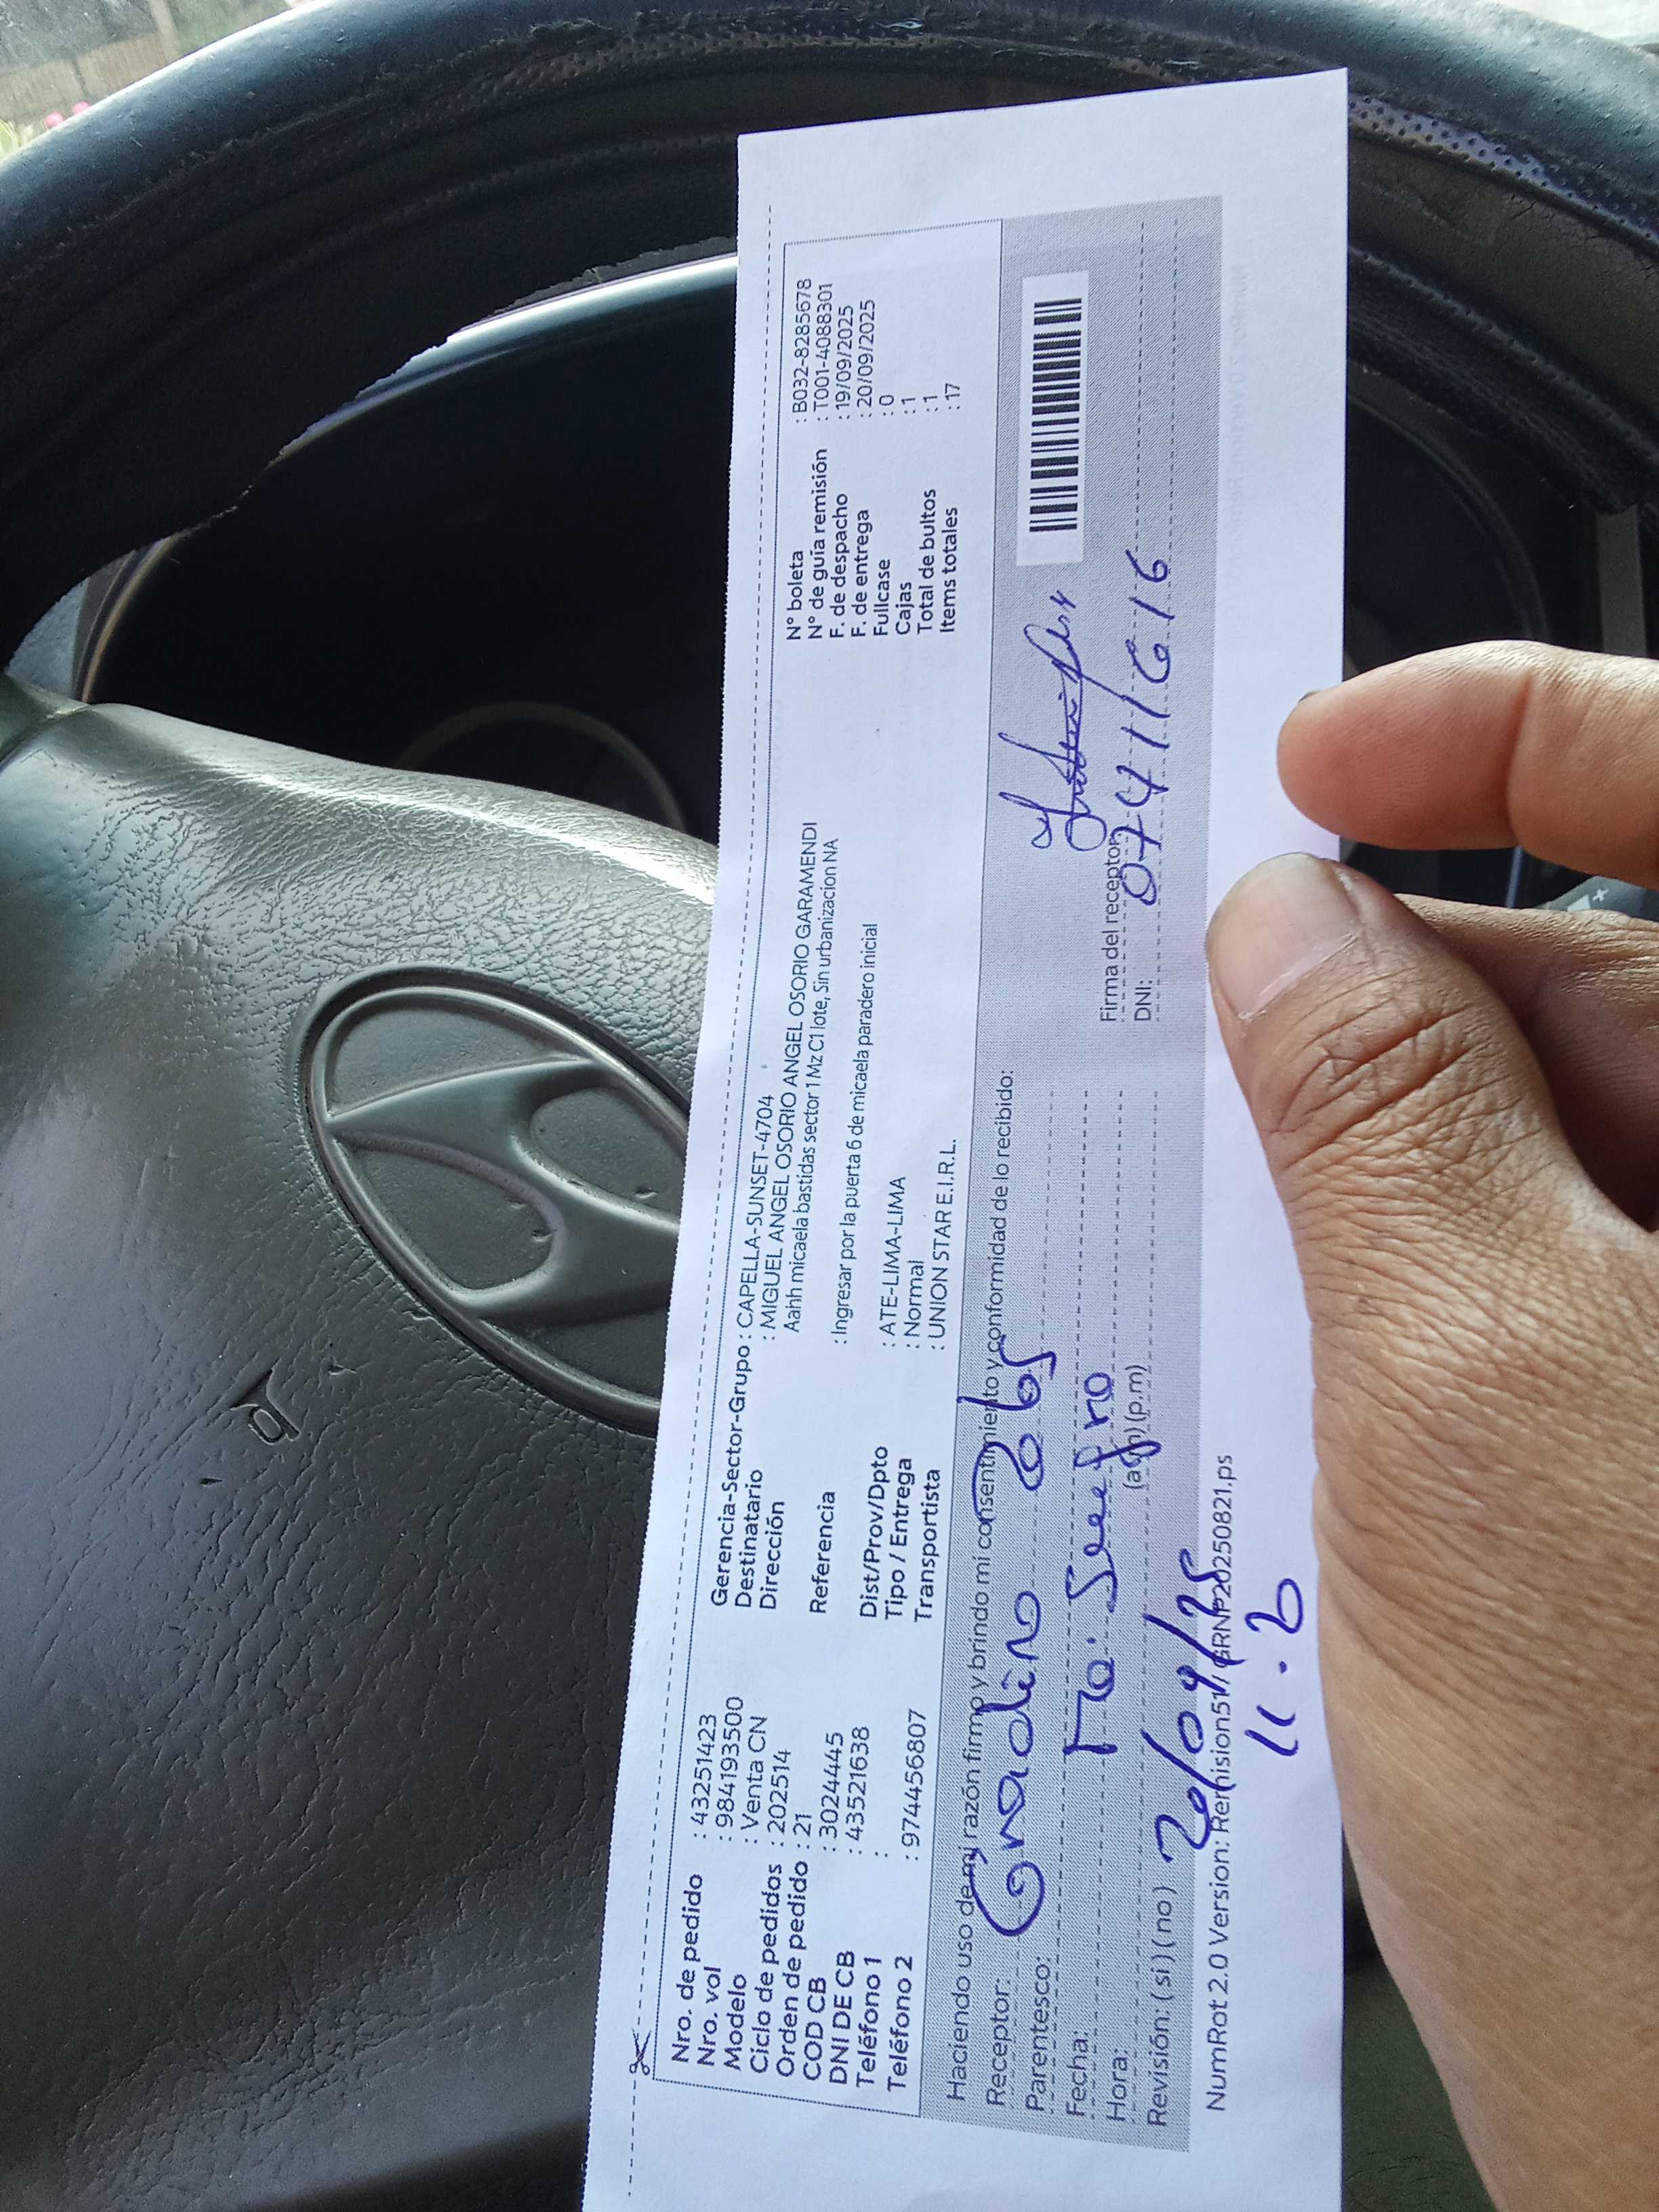 Nro. de pedido : 43251423
Nro. vol : 984193500
Modelo : Venta CN
Ciclo de pedidos : 202514
Orden de pedido : 21
COD CB : 3024445
DNI DE CB : 43521638
Teléfono 1 :
Teléfono 2 : 974456807
Gerencia-Sector-Grupo : CAPELLA-SUNSET-4704
Destinatario : MIGUEL ANGEL OSORIO ANGEL OSORIO GARAMENDI
Dirección Aahh micaela bastidas sector 1 Mz C1 lote, Sin urbanizacion NA
Referencia : Ingresar por la puerta 6 de micaela paradero inicial
Dist/Prov/Dpto : ATE-LIMA-LIMA
Tipo / Entrega : Normal
Transportista : UNION STAR E.I.R.L.
N° boleta : B032-8285678
N° de guía remisión : T001-4088301
F. de despacho : 19/09/2025
F. de entrega : 20/09/2025
Fullcase : 0
Cajas : 1
Total de bultos : 1
Items totales : 17
Haciendo uso de mi razón firmo y brindo mi consentimiento y conformidad de lo recibido:
Receptor:
Parentesco:
Fecha:
Hora: (a.m) (p.m)
Revisión: (si) (no) 20/09/25
Firma del receptor
DNI: 07411616
NumRot 2.0 Version: Remision51 / GRNP20250821.ps